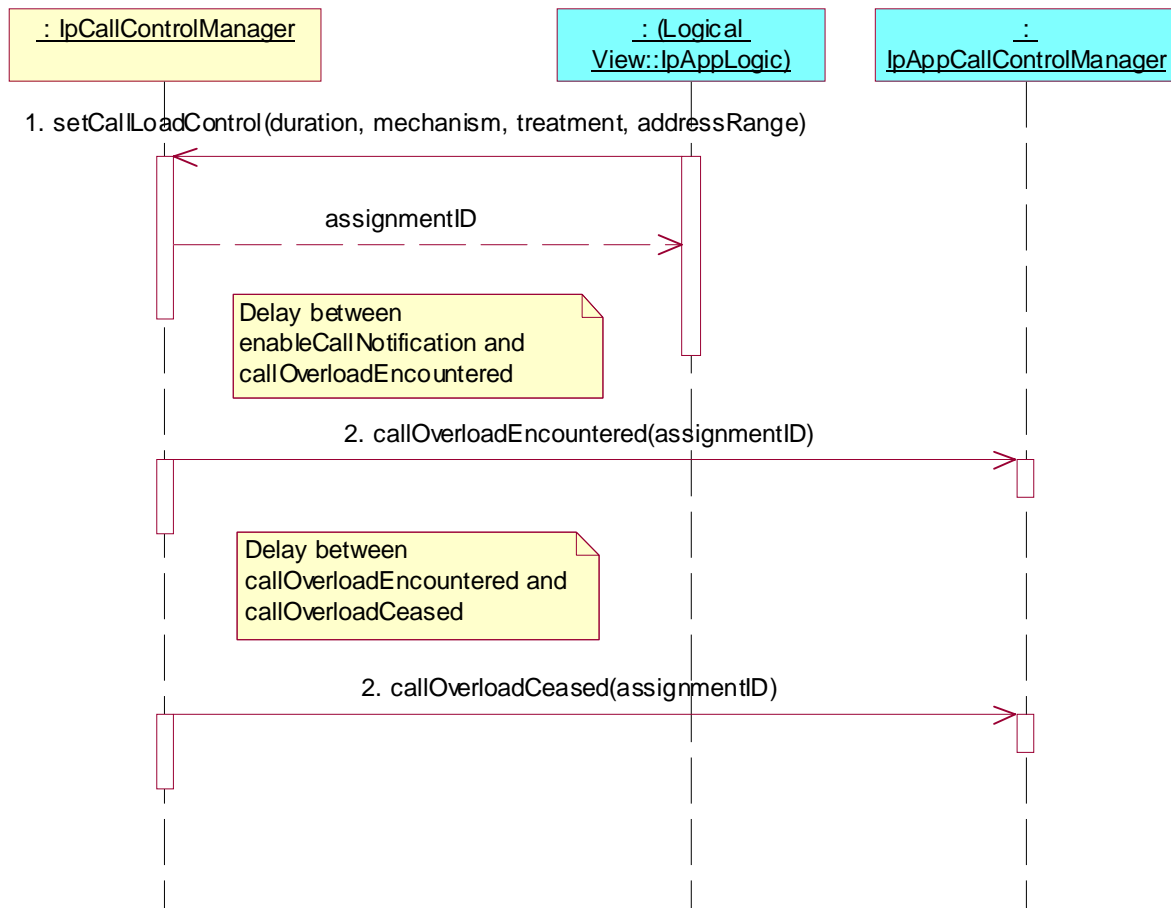 : IpCallControlManager
: (Logical
View::IpAppLogic)
:
IpAppCallControlManager
1. setCallLoadControl(duration, mechanism, treatment, addressRange)
assignmentID
Delay between
enableCallNotification and
callOverloadEncountered
2. callOverloadEncountered(assignmentID)
Delay between
callOverloadEncountered and
callOverloadCeased
2. callOverloadCeased(assignmentID)